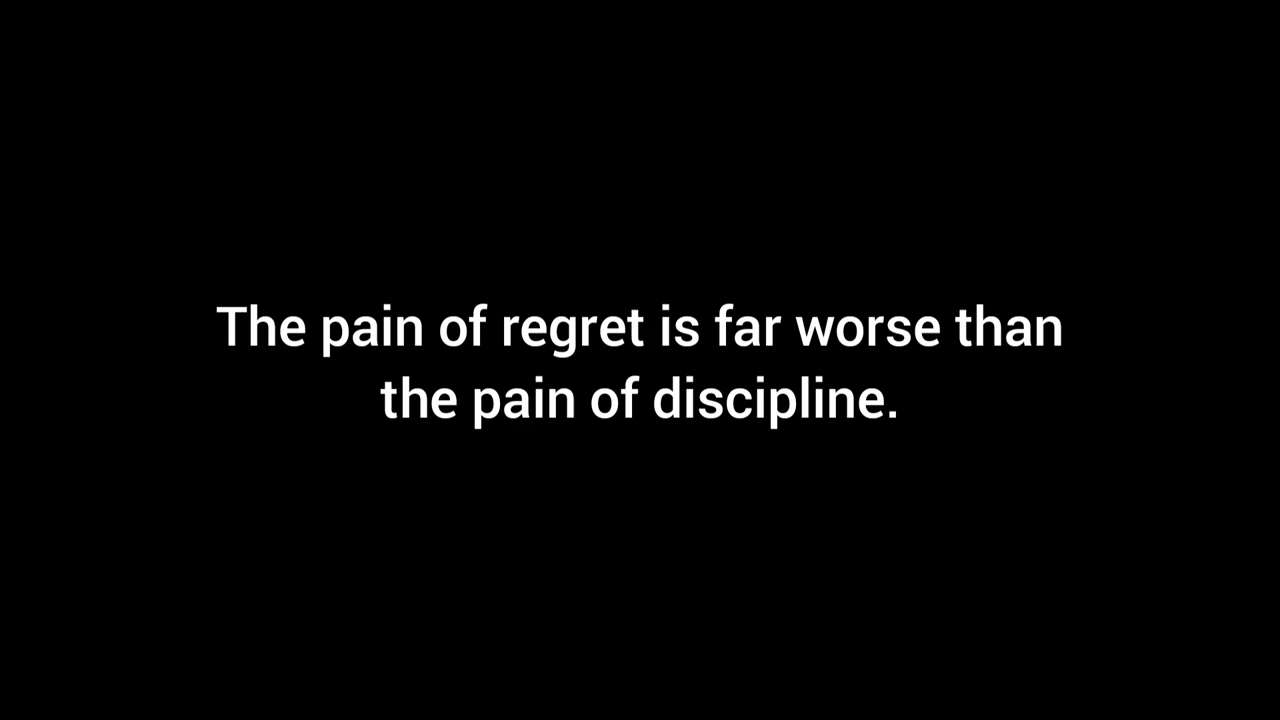 The pain of regret is far worse than
the pain of discipline.